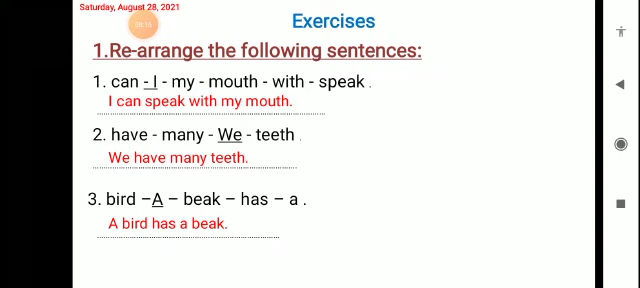 Saturday, August 28, 2021
Exercises
1.Re-arrange the following sentences:
1. can - I - my - mouth - with - speak .
I can speak with my mouth.
2. have - many - We - teeth .
We have many teeth.
3. bird – A – beak – has – a .
A bird has a beak.